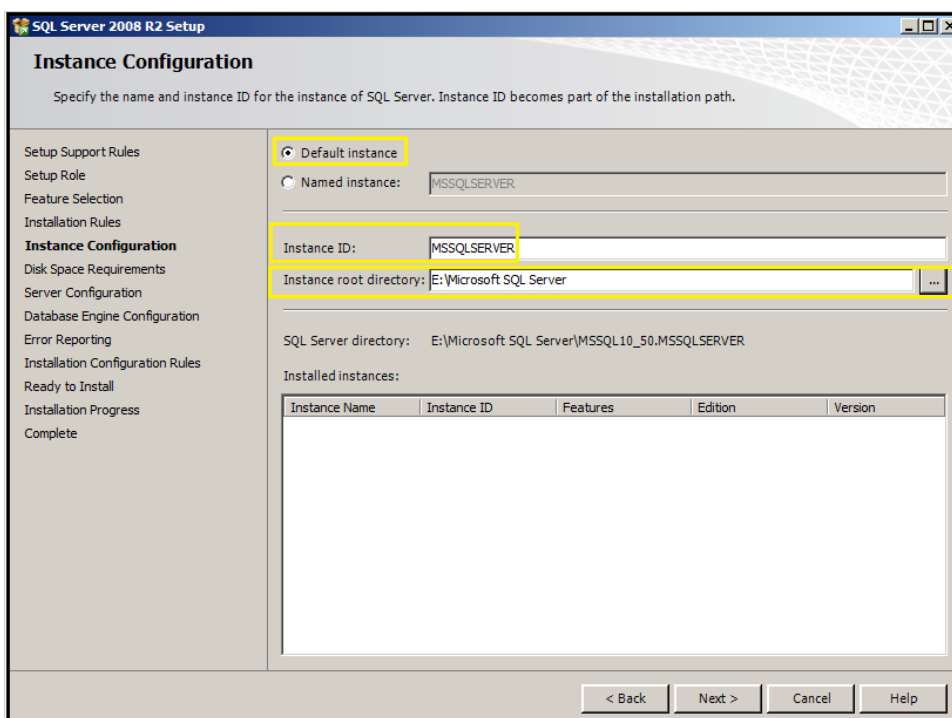 SQL Server 2008 R2 Setup
Instance Configuration
Specify the name and instance ID for the instance of SQL Server. Instance ID becomes part of the installation path.
Setup Support Rules
Setup Role
Feature Selection
Installation Rules
Instance Configuration
Disk Space Requirements
Server Configuration
Database Engine Configuration
Error Reporting
Installation Configuration Rules
Ready to Install
Installation Progress
Complete
Default instance
Named instance: MSSQLSERVER
Instance ID: MSSQLSERVER
Instance root directory: E:\Microsoft SQL Server ...
SQL Server directory: E:\Microsoft SQL Server\MSSQL10_50.MSSQLSERVER
Installed instances:
Instance Name Instance ID Features Edition Version
< Back Next > Cancel Help